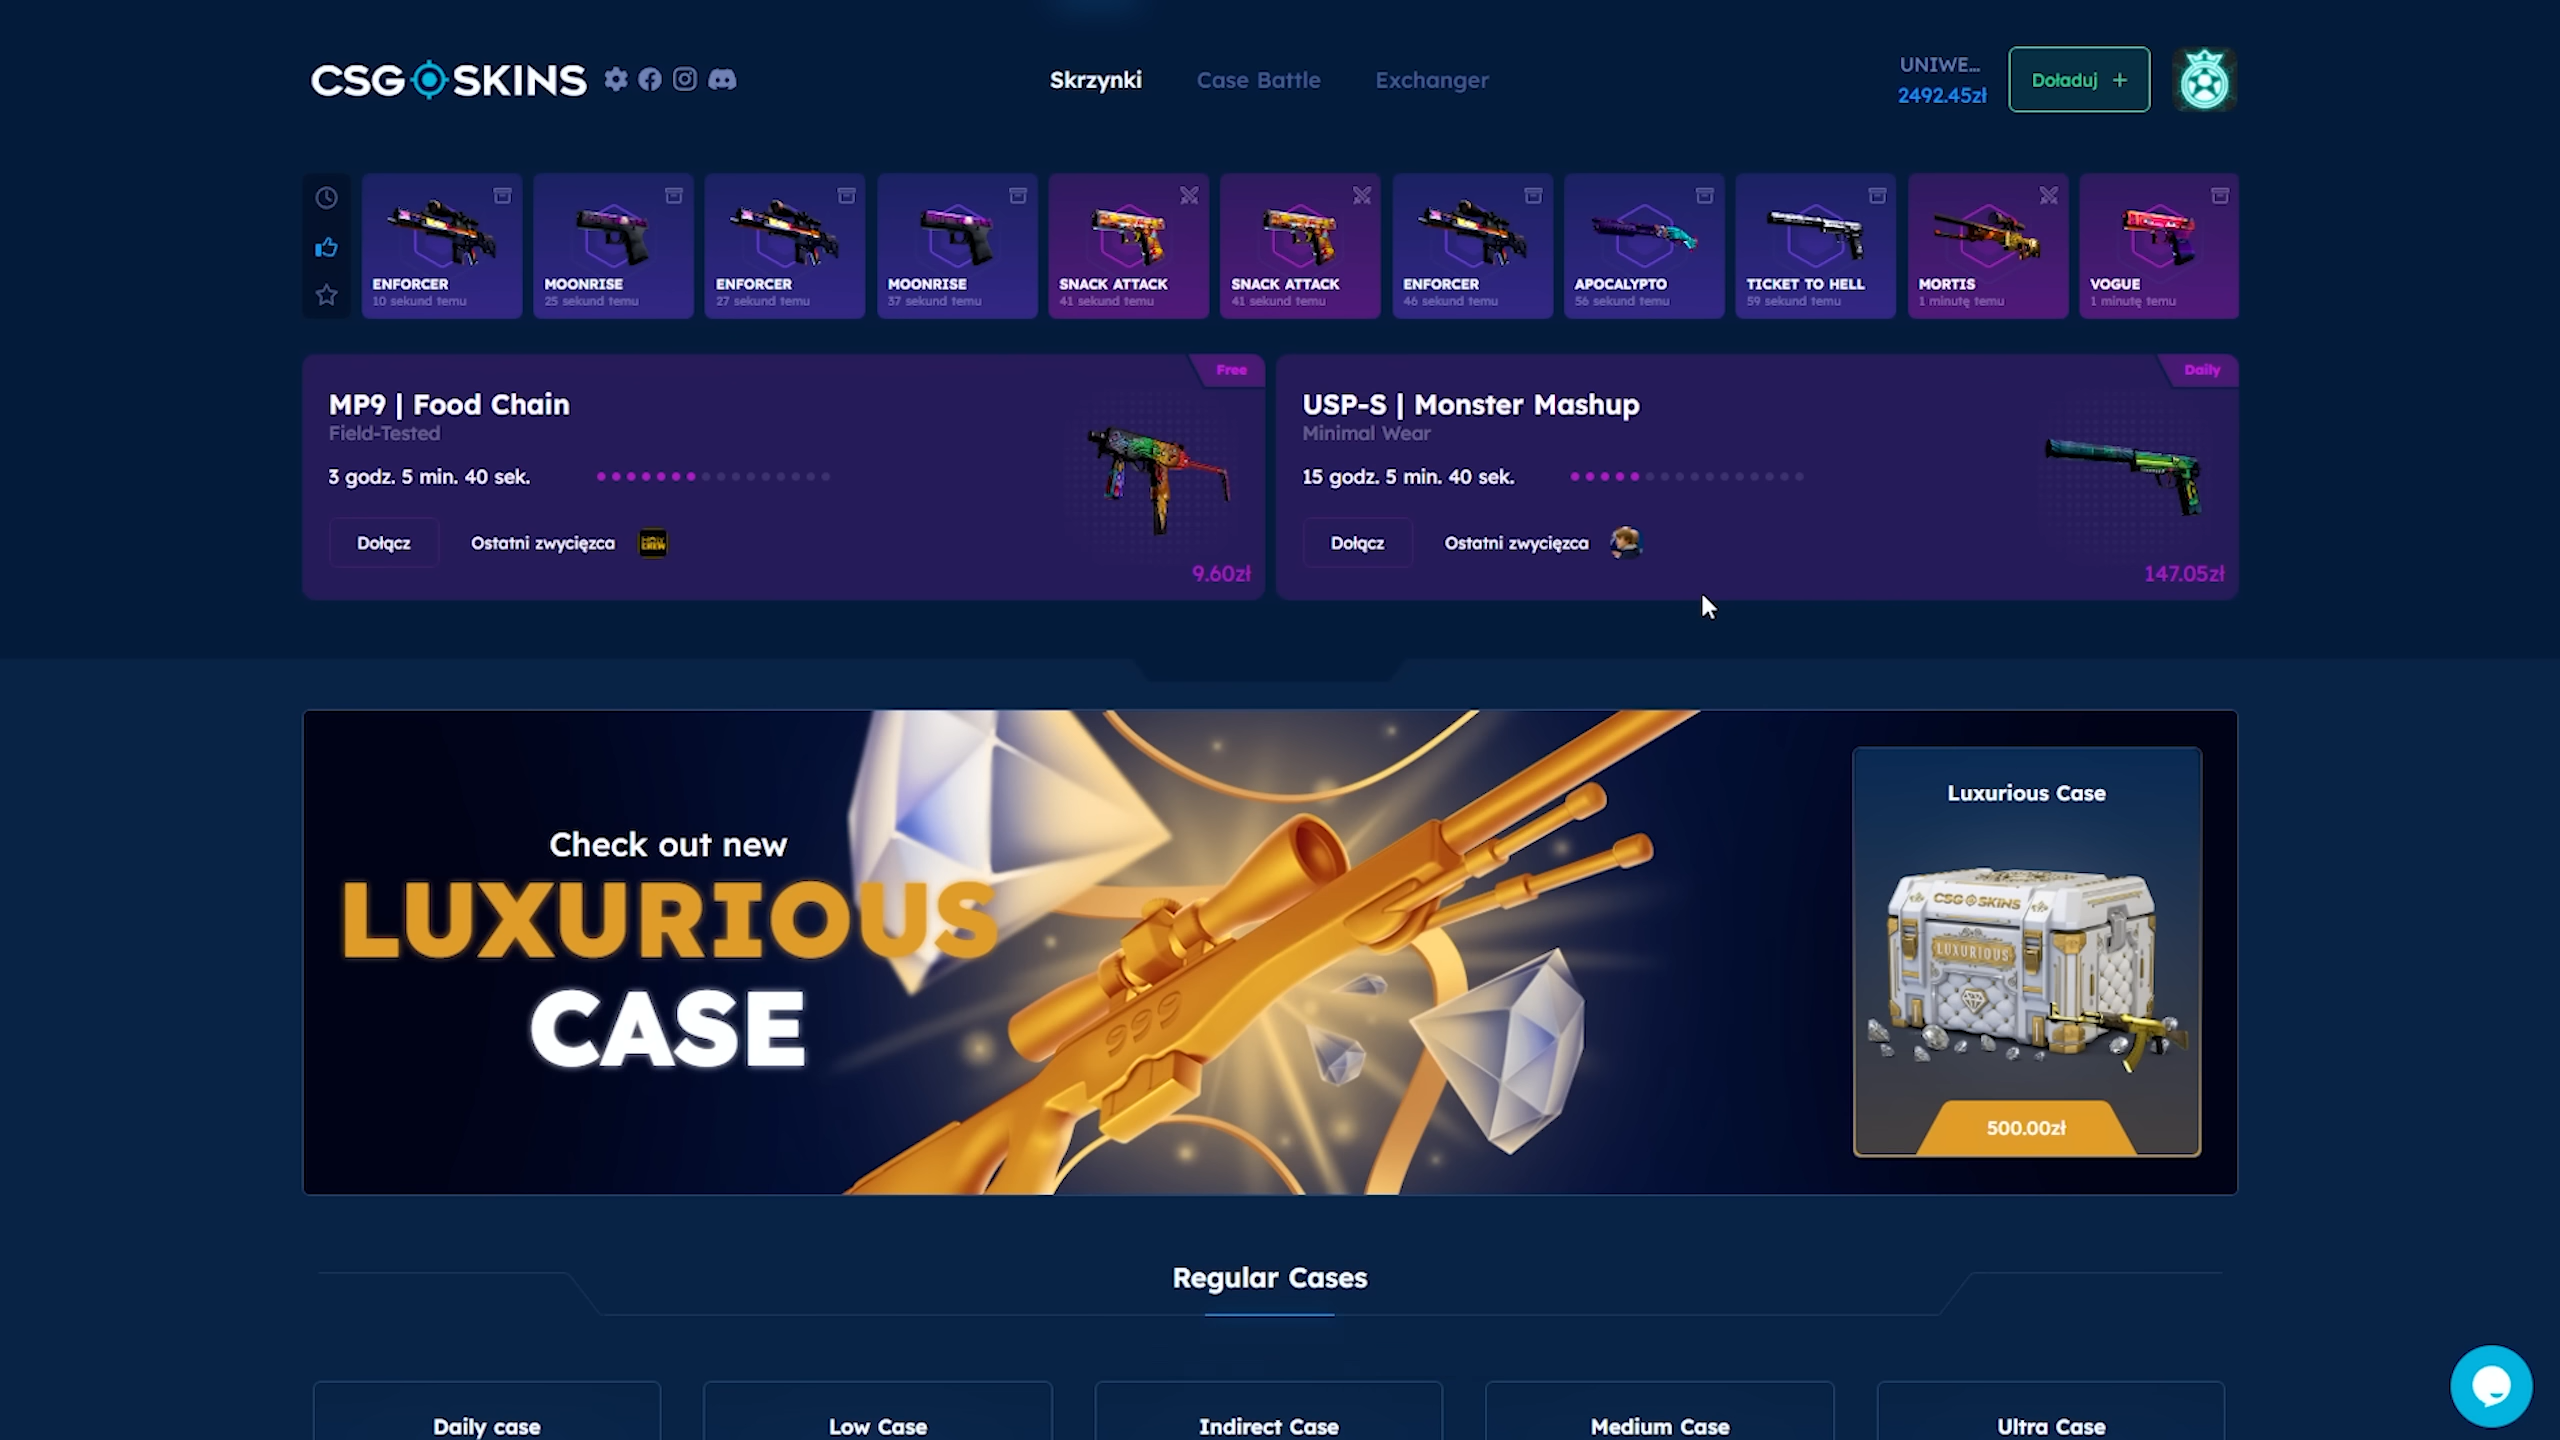 CSGOSKINS
Skrzynki
Case Battle
Exchanger
UNIWE...
2492.45zł
Doładuj +
ENFORCER
10 sekund temu
MOONRISE
25 sekund temu
ENFORCER
27 sekund temu
MOONRISE
37 sekund temu
SNACK ATTACK
41 sekund temu
SNACK ATTACK
41 sekund temu
ENFORCER
46 sekund temu
APOCALYPTO
56 sekund temu
TICKET TO HELL
59 sekund temu
MORTIS
1 minutę temu
VOGUE
1 minutę temu
Free
MP9 | Food Chain
Field-Tested
3 godz. 5 min. 40 sek.
Dołącz
Ostatni zwycięzca
9.60zł
Daily
USP-S | Monster Mashup
Minimal Wear
15 godz. 5 min. 40 sek.
Dołącz
Ostatni zwycięzca
147.05zł
Check out new
LUXURIOUS
CASE
999
Luxurious Case
CSGOSKINS
LUXURIOUS
500.00zł
Regular Cases
Daily case
Low Case
Indirect Case
Medium Case
Ultra Case